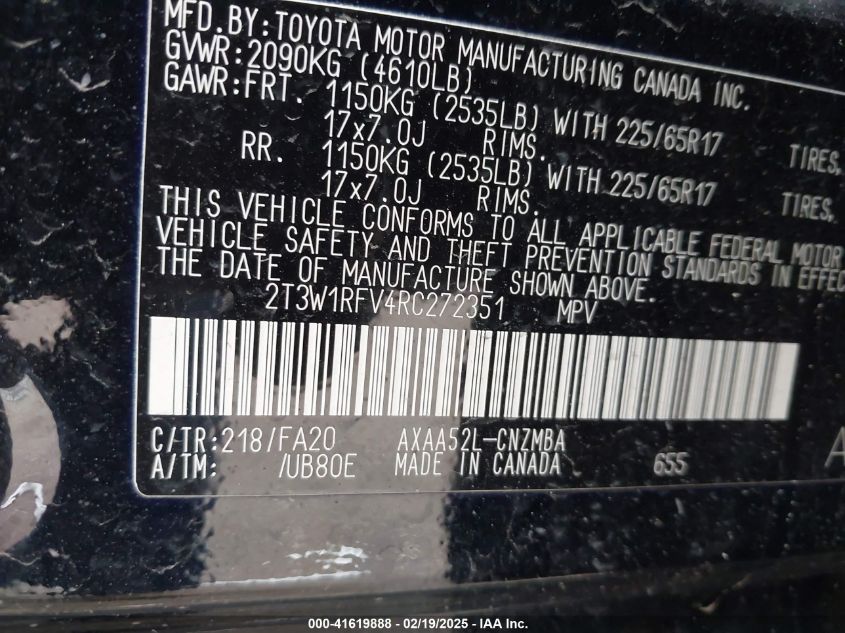 MFD.BY:TOYOTA MOTOR MANUFACTURING CANADA INC.
GVWR:2090KG (4610LB)
GAWR:FRT. 1150KG (2535LB) WITH 225/65R17 TIRES,
17x7.0J RIMS.
RR. 1150KG (2535LB) WITH 225/65R17 TIRES,
17x7.0J RIMS.
THIS VEHICLE CONFORMS TO ALL APPLICABLE FEDERAL MOTOR
VEHICLE SAFETY AND THEFT PREVENTION STANDARDS IN EFFEC
THE DATE OF MANUFACTURE SHOWN ABOVE.
2T3W1RFV4RC272351 MPV
C/TR:218/FA20 AXAA52L-CNZMBA
A/TM: /UB80E MADE IN CANADA 655 A
000-41619888 - 02/19/2025 - IAA Inc.